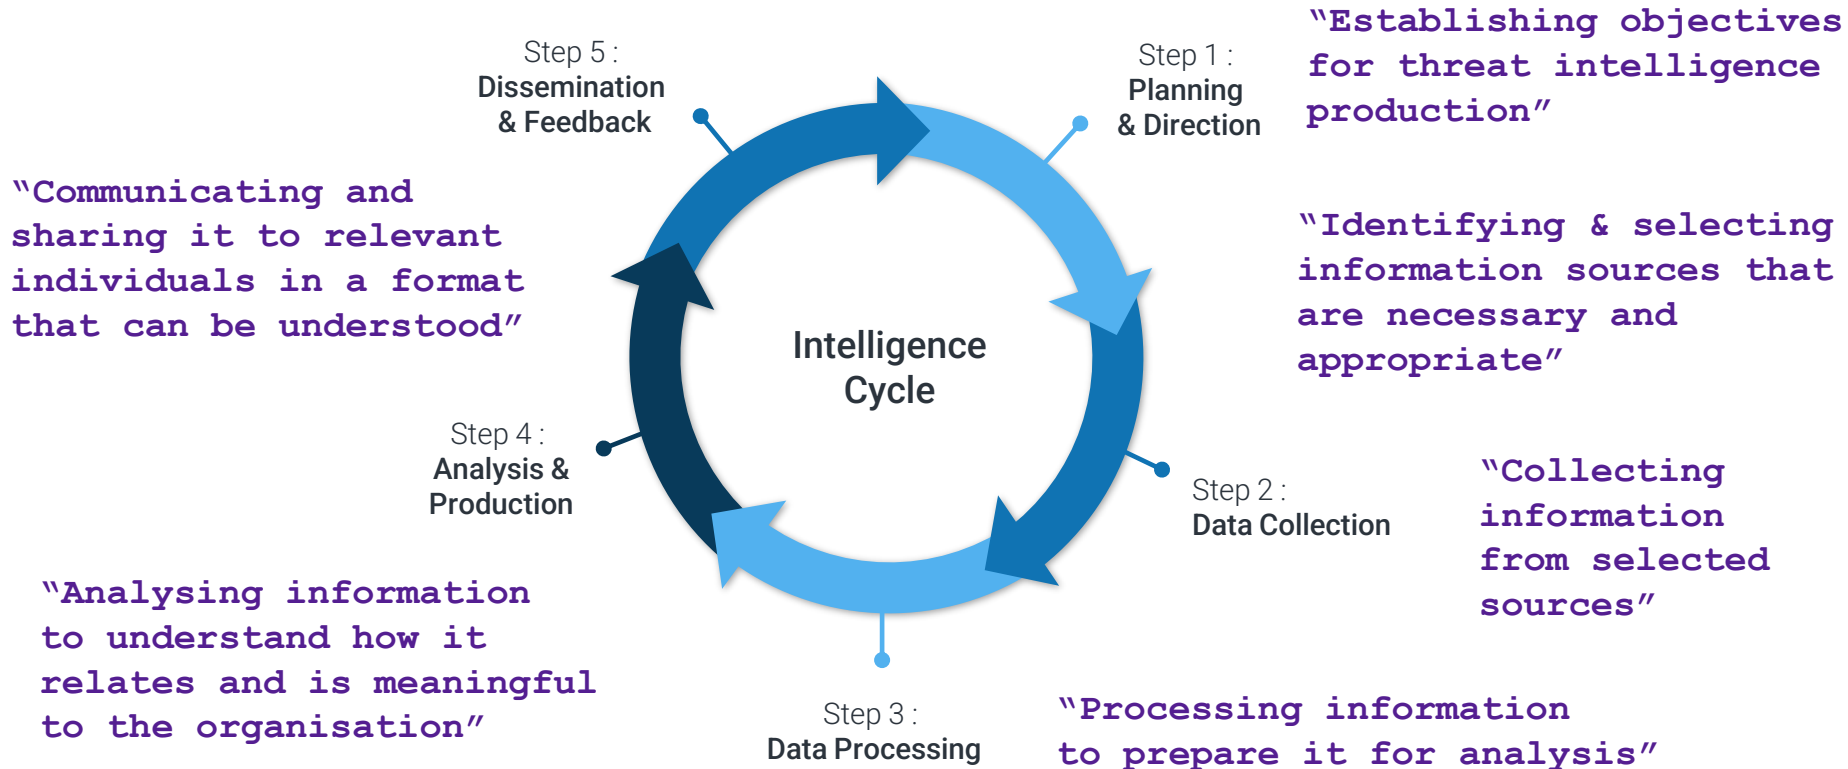 Step 1 :
Planning
& Direction
“Establishing objectives
for threat intelligence
production”
“Identifying & selecting
information sources that
are necessary and
appropriate”
Step 2 :
Data Collection
“Collecting
information
from selected
sources”
Step 3 :
Data Processing
“Processing information
to prepare it for analysis”
Step 4 :
Analysis &
Production
“Analysing information
to understand how it
relates and is meaningful
to the organisation”
Step 5 :
Dissemination
& Feedback
“Communicating and
sharing it to relevant
individuals in a format
that can be understood”
Intelligence
Cycle